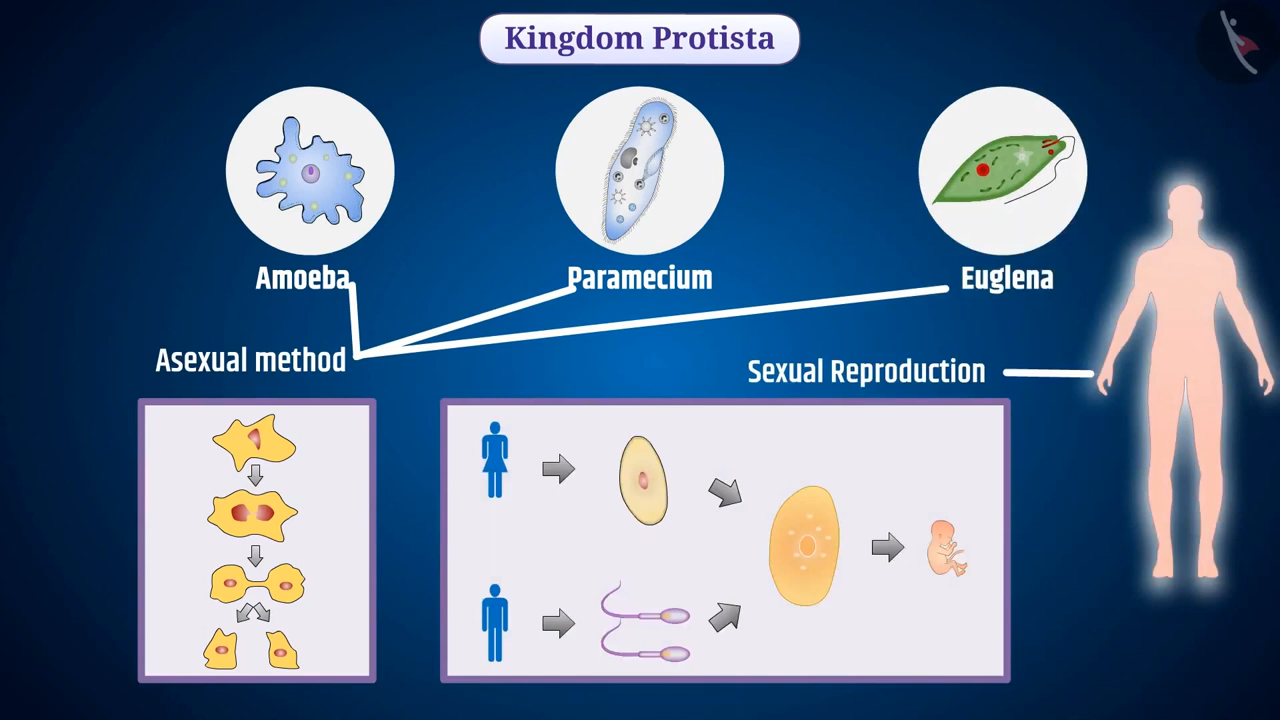 Kingdom Protista
Amoeba
Paramecium
Euglena
Asexual method
Sexual Reproduction